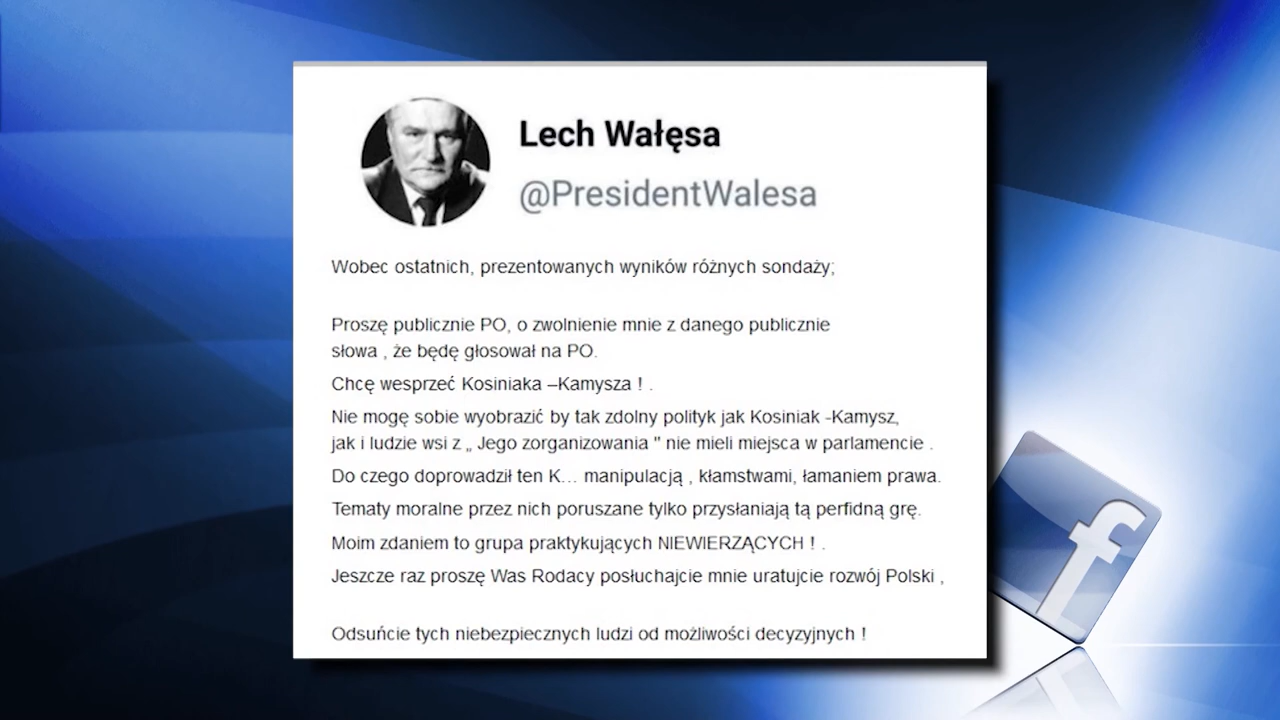 Lech Wałęsa
@PresidentWalesa
Wobec ostatnich, prezentowanych wyników różnych sondaży;
Proszę publicznie PO, o zwolnienie mnie z danego publicznie
słowa , że będę głosował na PO.
Chcę wesprzeć Kosiniaka –Kamysza ! .
Nie mogę sobie wyobrazić by tak zdolny polityk jak Kosiniak -Kamysz,
jak i ludzie wsi z „ Jego zorganizowania " nie mieli miejsca w parlamencie .
Do czego doprowadził ten K... manipulacją , kłamstwami, łamaniem prawa.
Tematy moralne przez nich poruszane tylko przysłaniają tą perfidną grę.
Moim zdaniem to grupa praktykujących NIEWIERZĄCYCH ! .
Jeszcze raz proszę Was Rodacy posłuchajcie mnie uratujcie rozwój Polski ,
Odsuńcie tych niebezpiecznych ludzi od możliwości decyzyjnych !
f